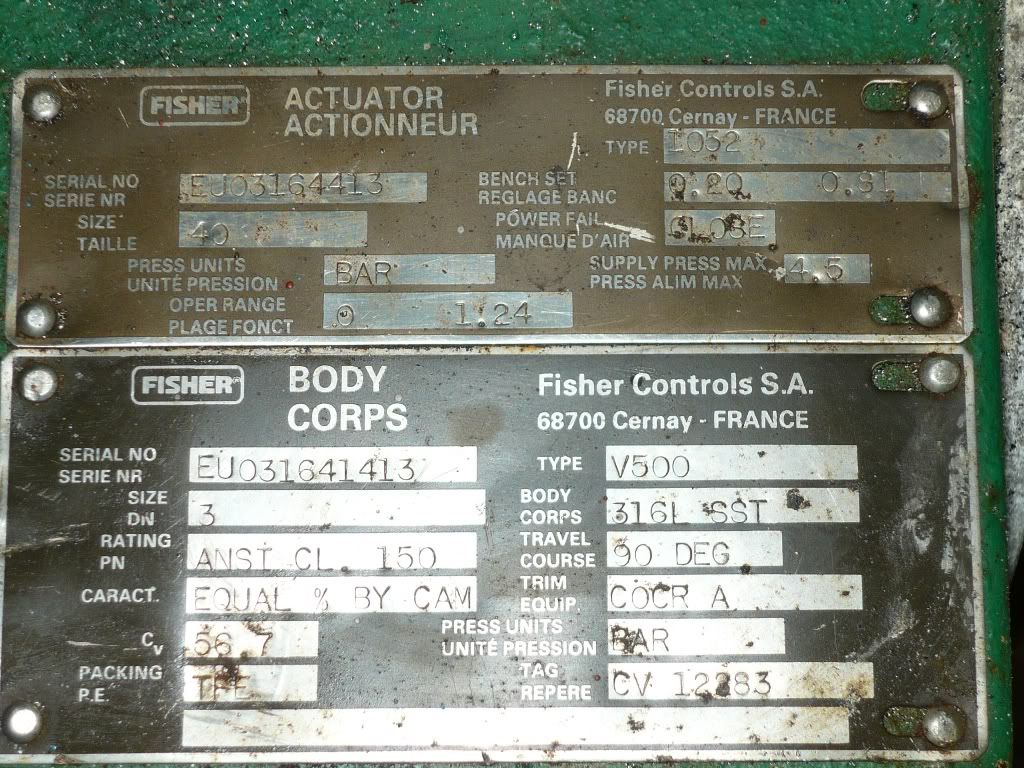 FISHER ACTUATOR Fisher Controls S.A.
ACTIONNEUR 68700 Cernay - FRANCE
TYPE 1052
SERIAL NO EU03164413 BENCH SET 0.20 0.91
SERIE NR REGLAGE BANC
SIZE 40 POWER FAIL CLOSE
TAILLE MANQUE D'AIR
PRESS UNITS BAR SUPPLY PRESS MAX 4.5
UNITÉ PRESSION PRESS ALIM MAX
OPER RANGE 0 1.24
PLAGE FONCT
FISHER BODY Fisher Controls S.A.
CORPS 68700 Cernay - FRANCE
SERIAL NO EU031641413 TYPE V500
SERIE NR
SIZE 3 BODY 316L SST
DN CORPS
RATING ANST CL. 150 TRAVEL 90 DEG
PN COURSE
CARACT. EQUAL % BY CAM TRIM COCR A
EQUIP.
Cv 56.7 PRESS UNITS BAR
UNITÉ PRESSION
PACKING TFE TAG CV 12283
P.E. REPERE